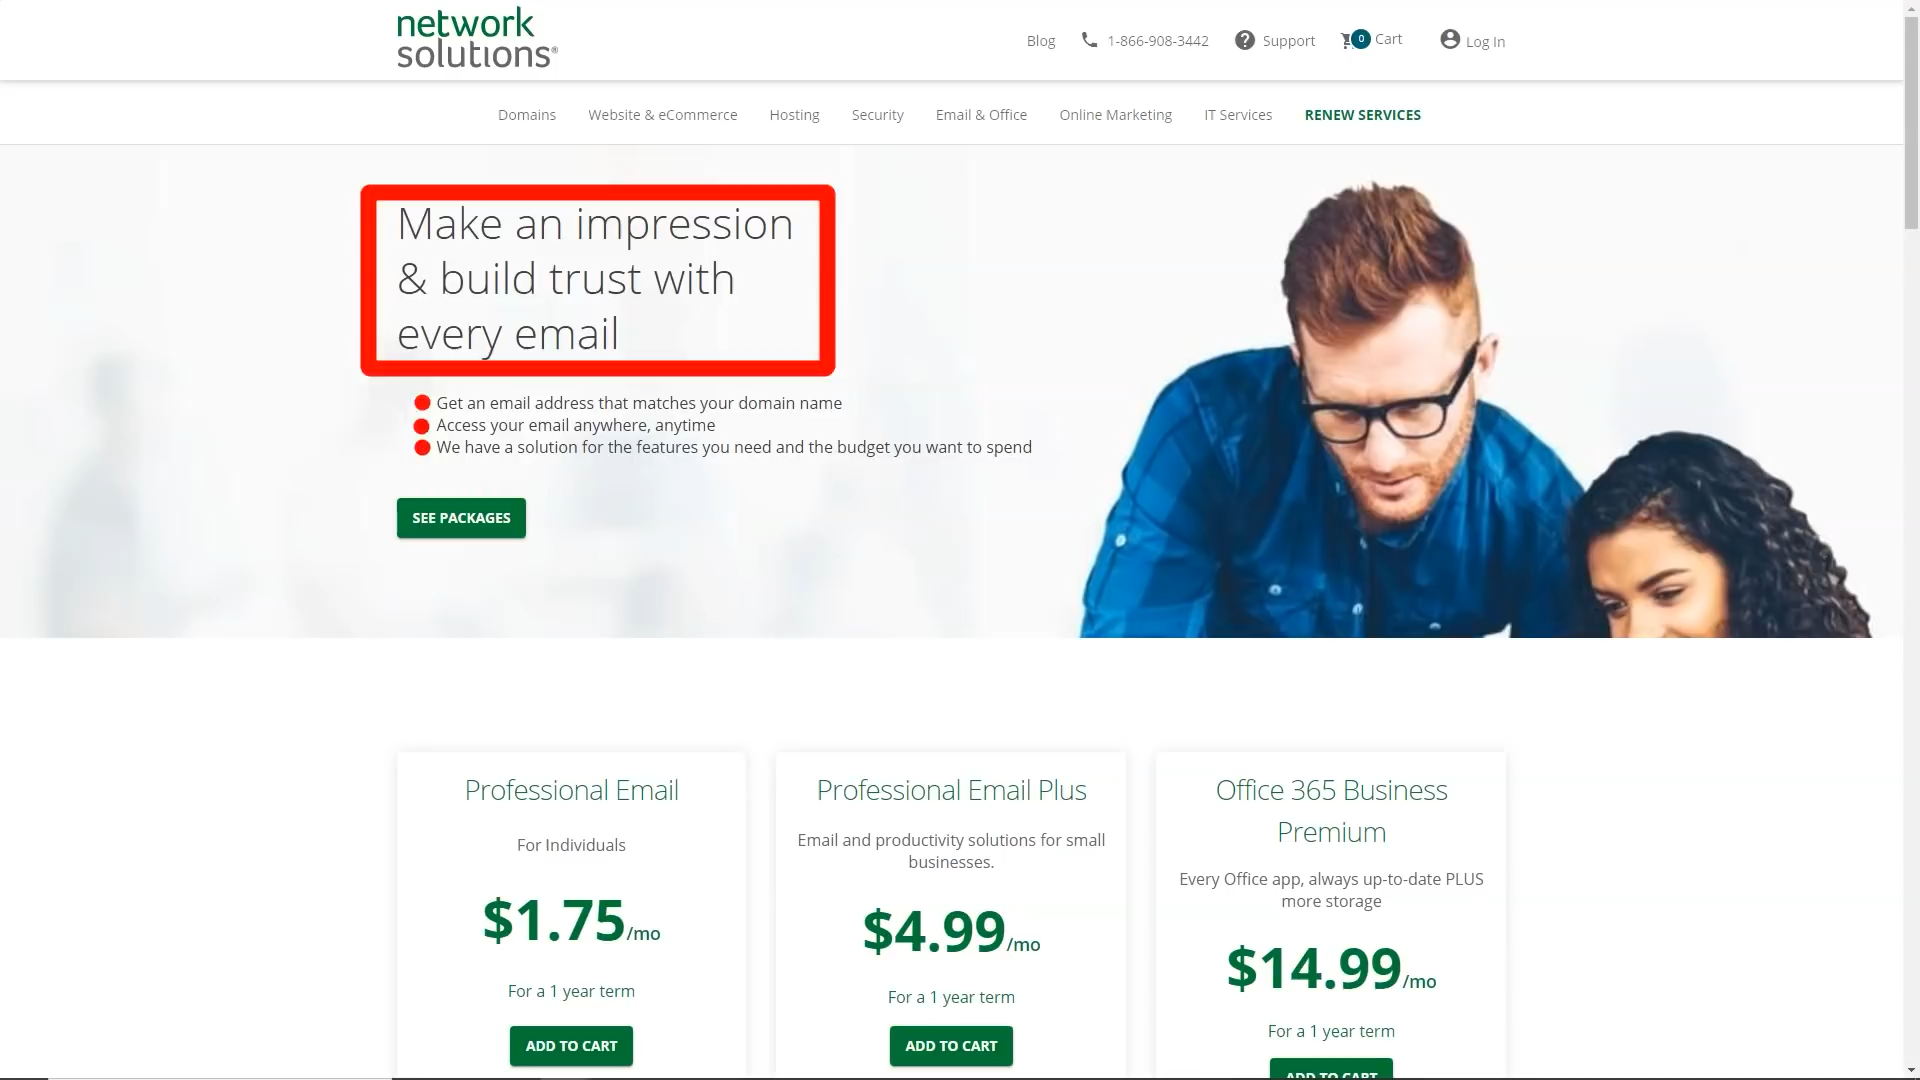 network
solutions®
Blog
1-866-908-3442
Support
0
Cart
Log In
Domains
Website & eCommerce
Hosting
Security
Email & Office
Online Marketing
IT Services
RENEW SERVICES
Make an impression
& build trust with
every email
Get an email address that matches your domain name
Access your email anywhere, anytime
We have a solution for the features you need and the budget you want to spend
SEE PACKAGES
Professional Email
For Individuals
$1.75/mo
For a 1 year term
ADD TO CART
Professional Email Plus
Email and productivity solutions for small
businesses.
$4.99/mo
For a 1 year term
ADD TO CART
Office 365 Business
Premium
Every Office app, always up-to-date PLUS
more storage
$14.99/mo
For a 1 year term
ADD TO CART